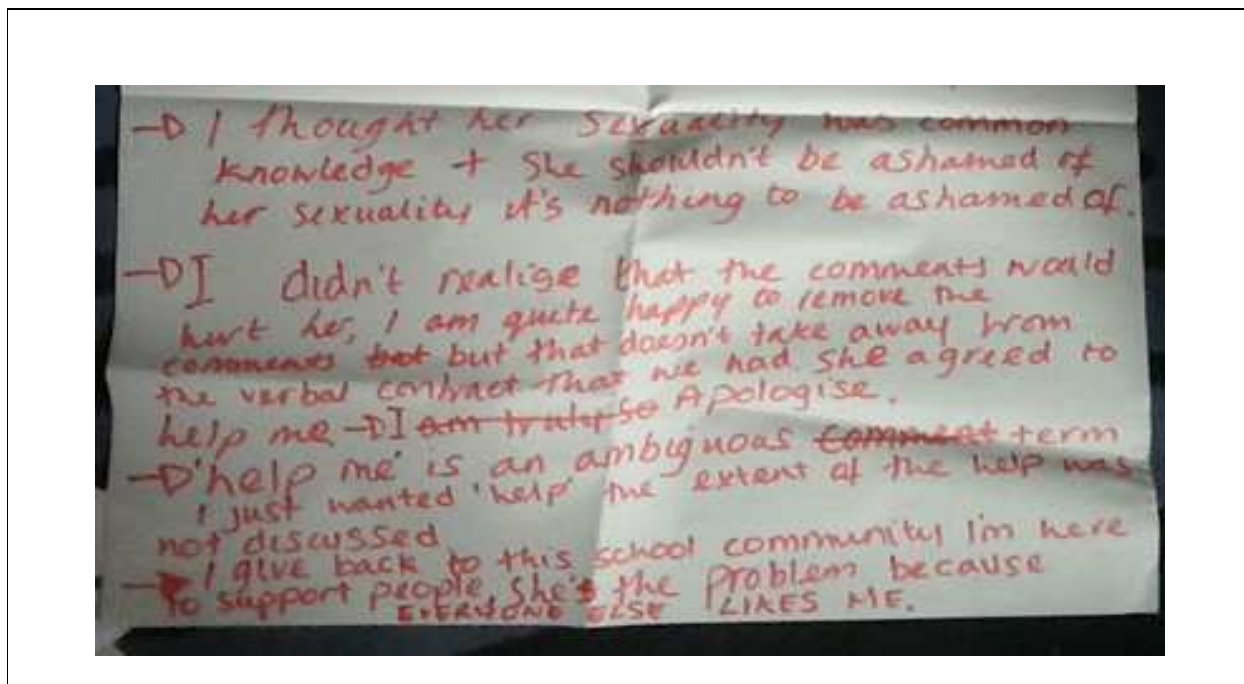 → I thought her sexuality was common
knowledge + she shouldn't be ashamed of
her sexuality it's nothing to be ashamed of.
→ I didn't realise that the comments would
hurt her, I am quite happy to remove the
comments but but that doesn't take away from
the verbal contract that we had she agreed to
help me → I am truly so Apologise.
→ 'help me' is an ambiguous comment term
I just wanted 'help' the extent of the help was
not discussed
→ I give back to this school community I'm here
to support people, she's the problem because
EVERYONE ELSE LIKES ME.